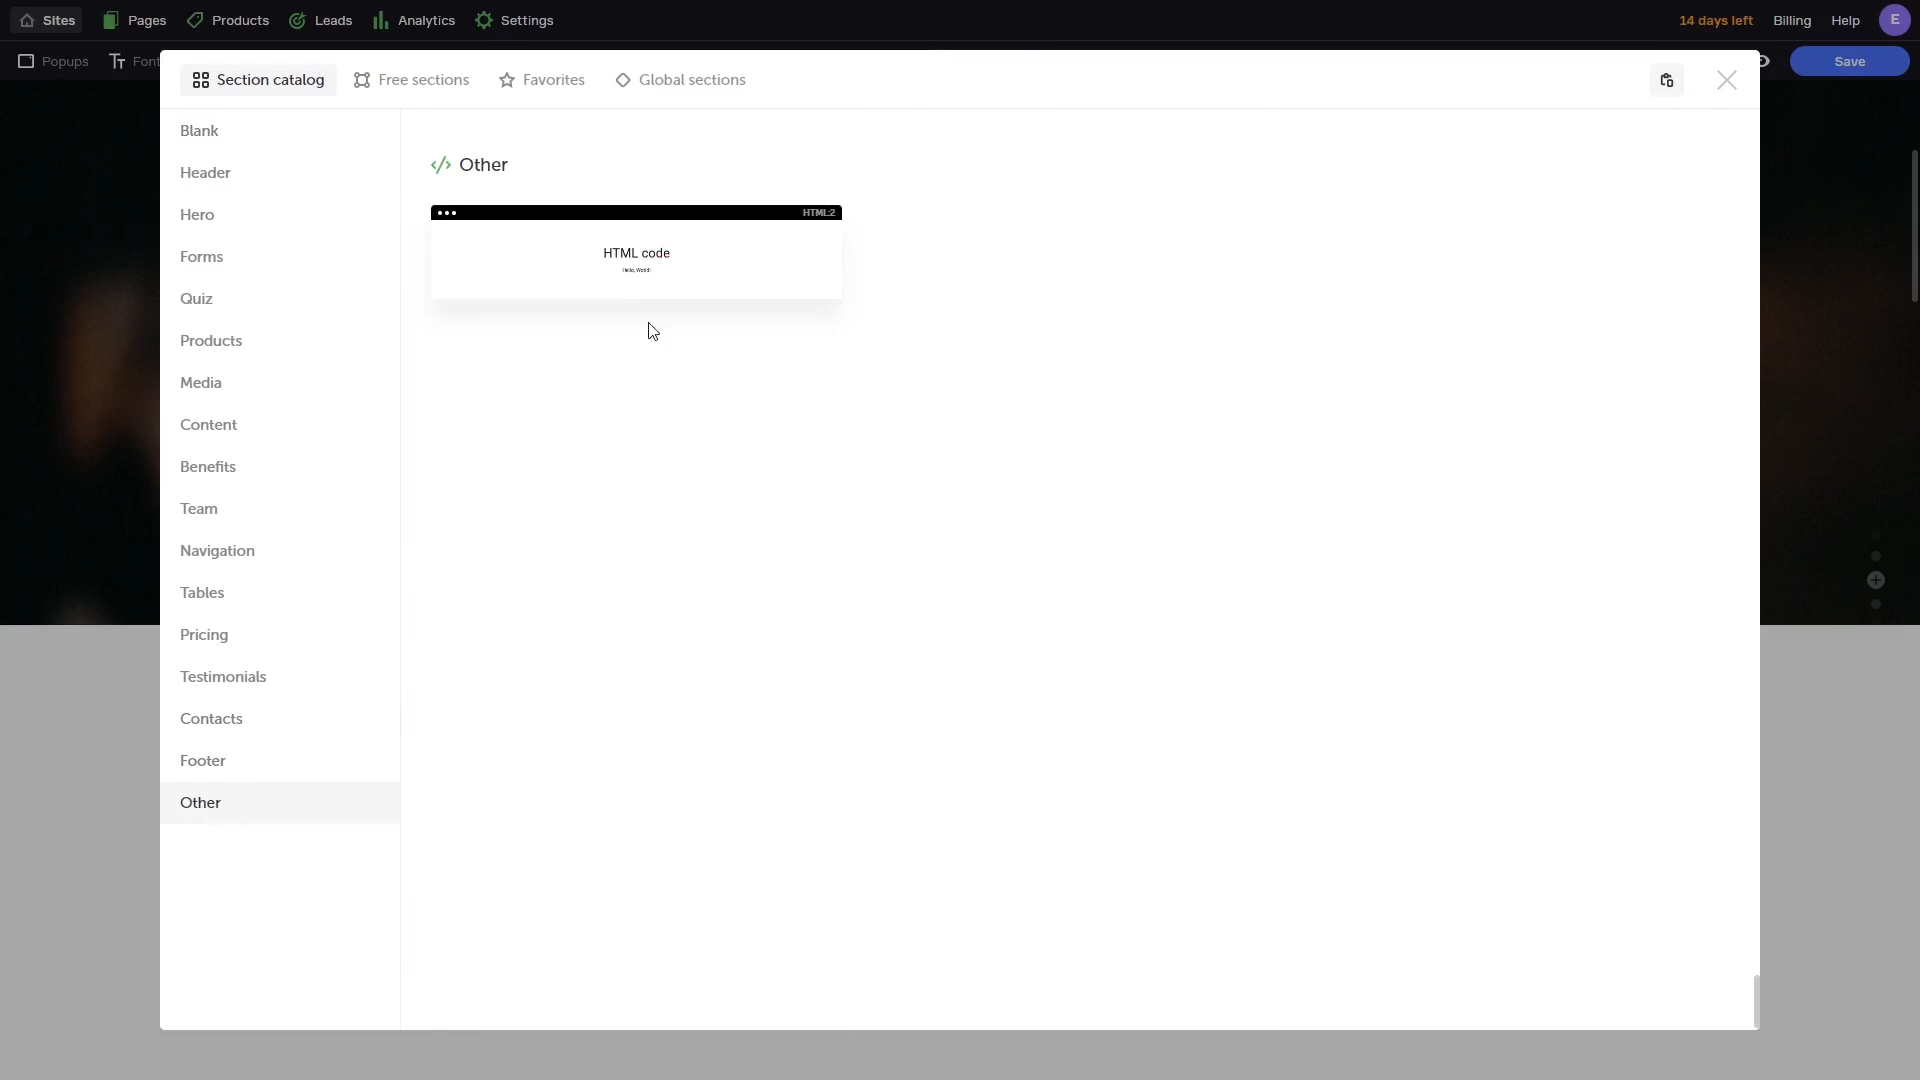 Sites Pages Products Leads Analytics Settings 14 days left Billing Help E
Popups Font Save
Section catalog Free sections Favorites Global sections
Blank
Header
Hero
Forms
Quiz
Products
Media
Content
Benefits
Team
Navigation
Tables
Pricing
Testimonials
Contacts
Footer
Other
Other
HTML:2
HTML code
Hello, World!